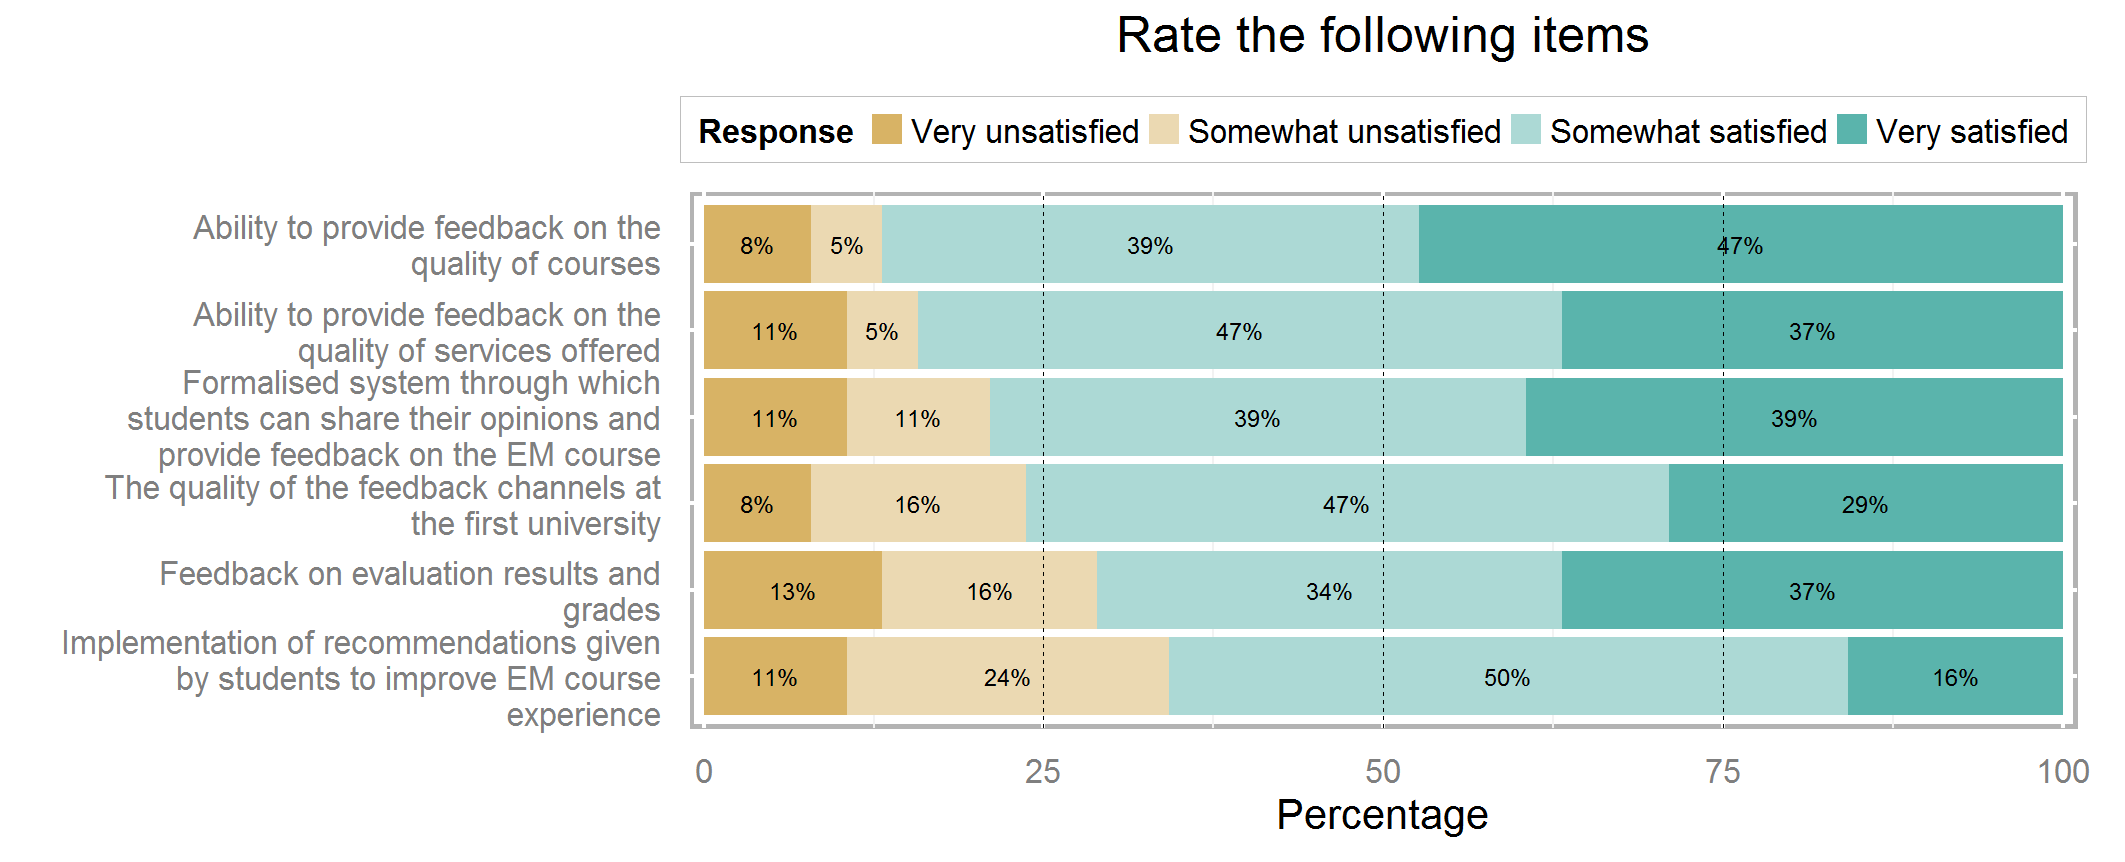 Rate the following items
Response Very unsatisfied Somewhat unsatisfied Somewhat satisfied Very satisfied
Ability to provide feedback on the
quality of courses
8% 5% 39% 47%
Ability to provide feedback on the
quality of services offered
11% 5% 47% 37%
Formalised system through which
students can share their opinions and
provide feedback on the EM course
11% 11% 39% 39%
The quality of the feedback channels at
the first university
8% 16% 47% 29%
Feedback on evaluation results and
grades
13% 16% 34% 37%
Implementation of recommendations given
by students to improve EM course
experience
11% 24% 50% 16%
0 25 50 75 100
Percentage